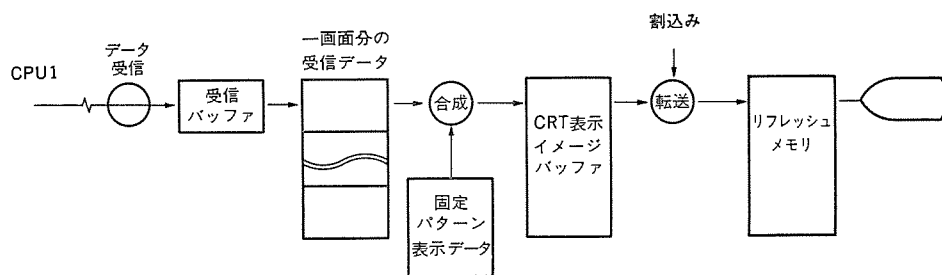 CPU1
データ
受信
受信
バッファ
一画面分の
受信データ
合成
固定
パターン
表示データ
CRT表示
イメージ
バッファ
割込み
転送
リフレッシュ
メモリ